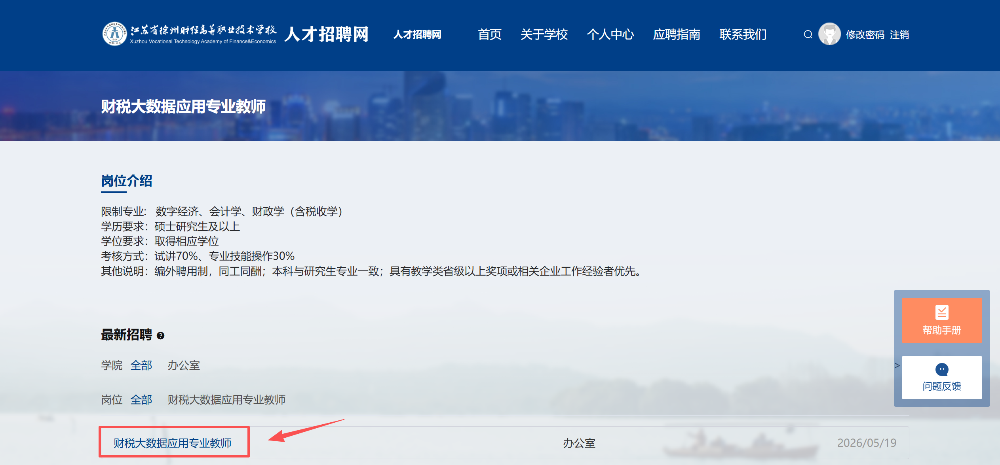 江苏省徐州财经高等职业技术学校
Xuzhou Vocational Technology Academy of Finance&Economics
人才招聘网
人才招聘网 首页 关于学校 个人中心 应聘指南 联系我们 修改密码 注销
财税大数据应用专业教师
岗位介绍
限制专业： 数字经济、会计学、财政学（含税收学）
学历要求：硕士研究生及以上
学位要求：取得相应学位
考核方式：试讲70%、专业技能操作30%
其他说明：编外聘用制，同工同酬；本科与研究生专业一致；具有教学类省级以上奖项或相关企业工作经验者优先。
帮助手册
最新招聘 ?
学院 全部 办公室
>
问题反馈
岗位 全部 财税大数据应用专业教师
财税大数据应用专业教师 办公室 2026/05/19